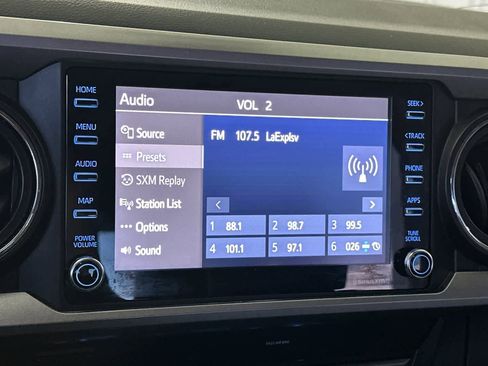 HOME
MENU
AUDIO
MAP
POWER
VOLUME
Audio VOL 2
Source
Presets
SXM Replay
Station List
Options
Sound
FM 107.5 LaExplsv
< >
1 88.1 2 98.7 3 99.5
4 101.1 5 97.1 6 026
SEEK>
<TRACK
PHONE
APPS
TUNE
SCROLL
SiriusXM